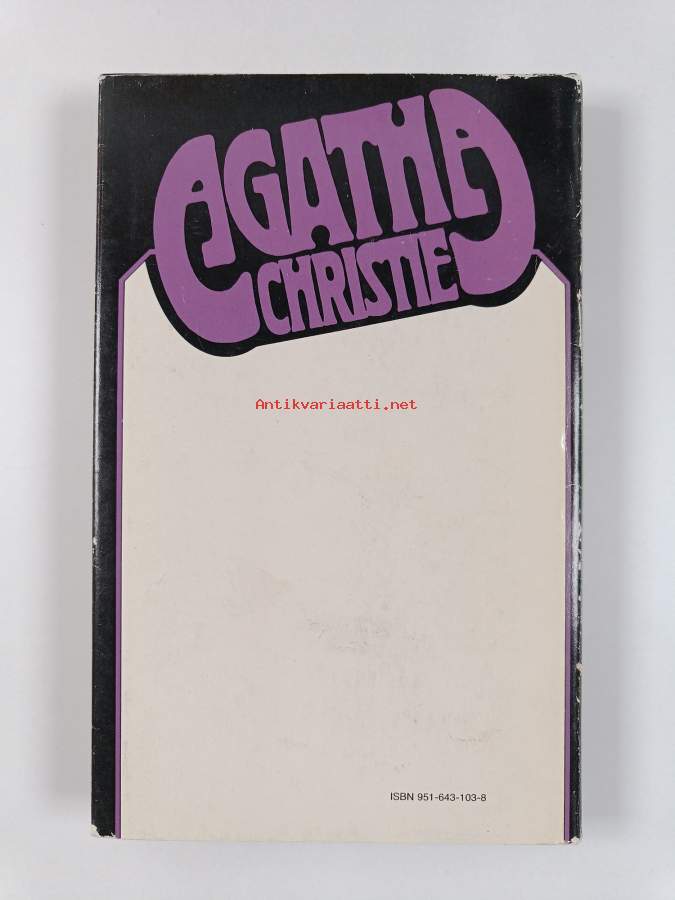 AGATHA
CHRISTIE
Antikvariaatti.net
ISBN 951-643-103-8